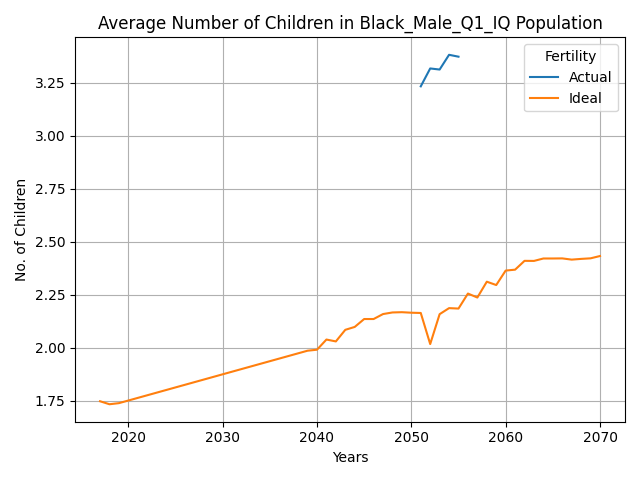 Average Number of Children in Black_Male_Q1_IQ Population
Fertility
Actual
Ideal
3.25
3.00
2.75
2.50
2.25
2.00
1.75
No. of Children
2020 2030 2040 2050 2060 2070
Years